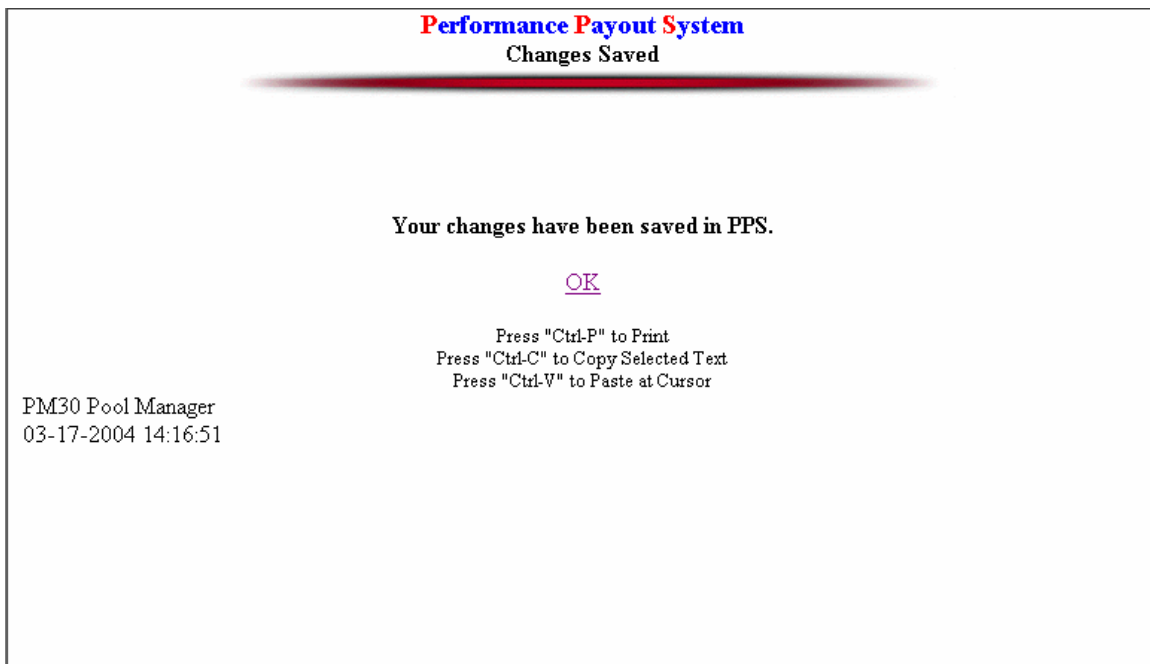 Performance Payout System
Changes Saved
Your changes have been saved in PPS.
OK
Press "Ctrl-P" to Print
Press "Ctrl-C" to Copy Selected Text
Press "Ctrl-V" to Paste at Cursor
PM30 Pool Manager
03-17-2004 14:16:51